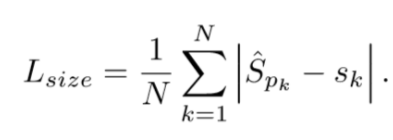 $$L_{size} = \frac{1}{N} \sum_{k=1}^{N} \left| \hat{S}_{p_k} - s_k \right|.$$